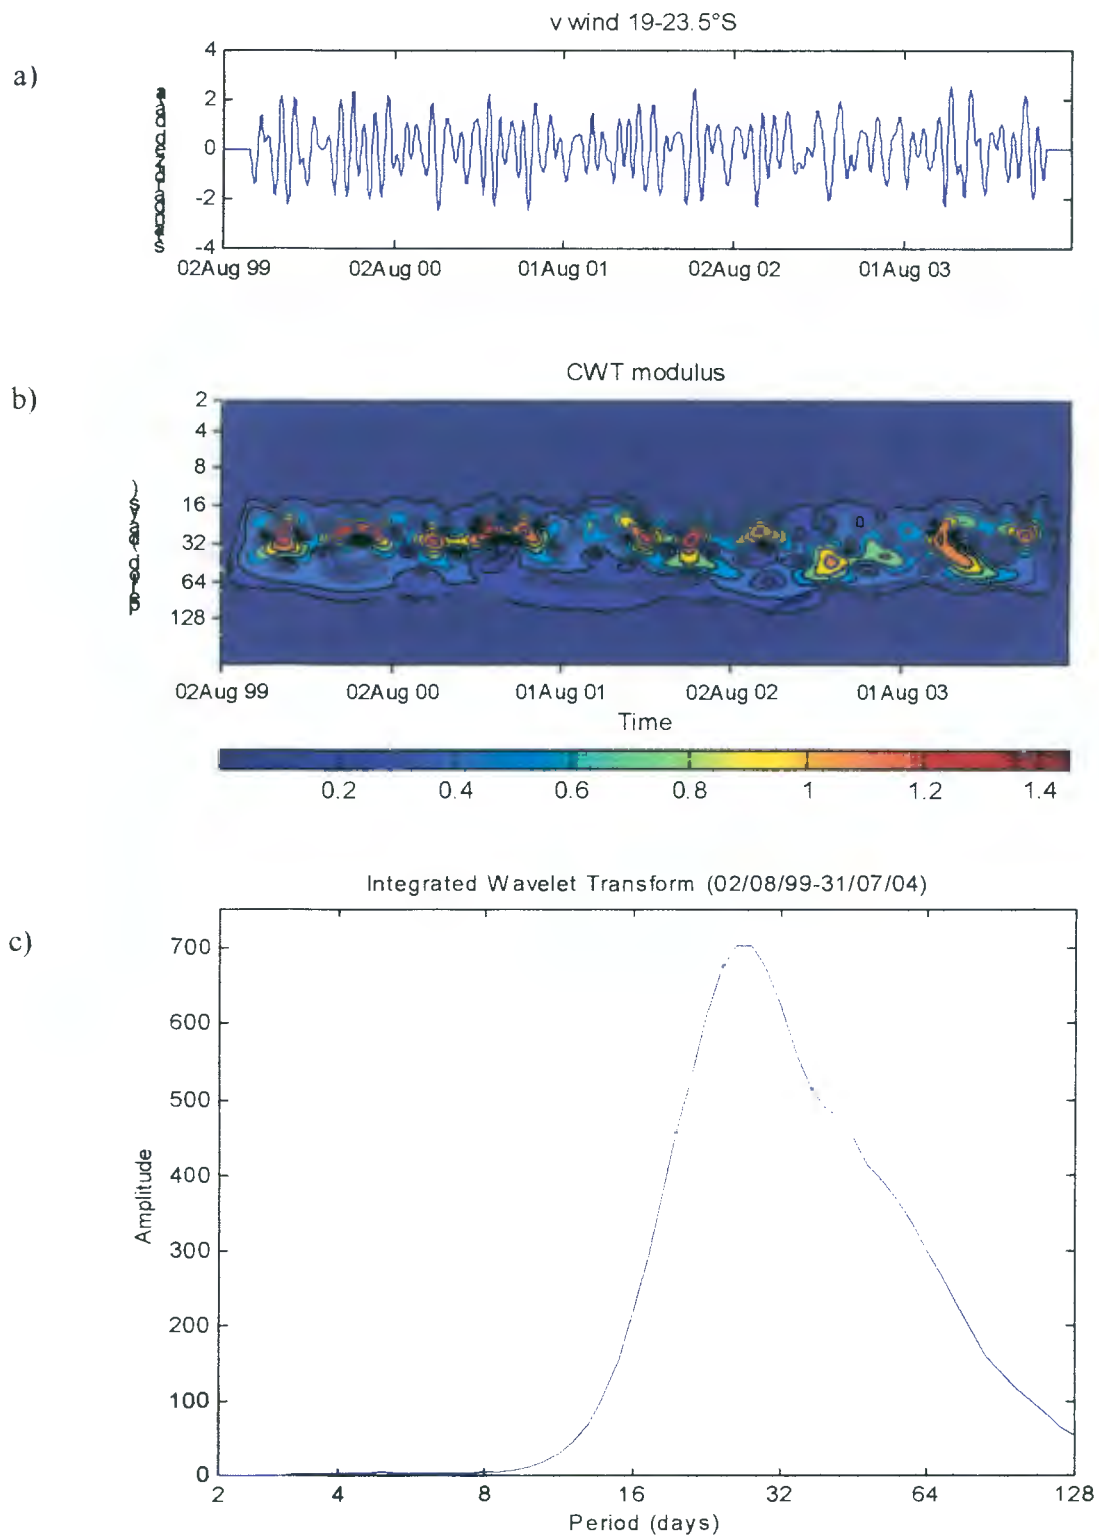 v wind 19-23.5°S
a)
4
2
0
-2
-4
02Aug 99 02Aug 00 01Aug 01 02Aug 02 01Aug 03
CWT modulus
b)
2
4
8
16
32
64
128
02Aug 99 02Aug 00 01Aug 01 02Aug 02 01Aug 03
Time
0.2 0.4 0.6 0.8 1 1.2 1.4
Integrated Wavelet Transform (02/08/99-31/07/04)
c)
700
600
500
400
300
200
100
0
Amplitude
2 4 8 16 32 64 128
Period (days)